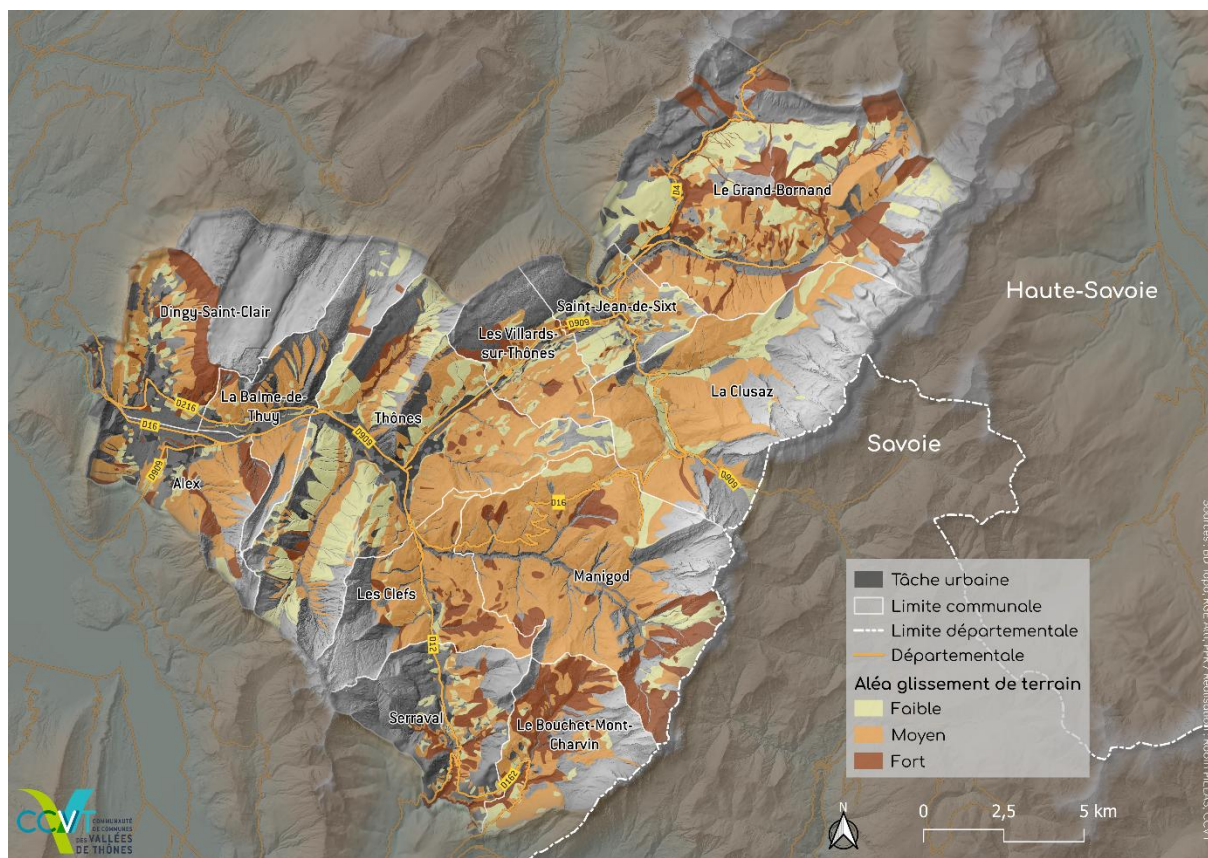 Le Grand-Bornand
D4
Haute-Savoie
Dingy-Saint-Clair
Saint-Jean-de-Sixt
D909
Les Villards-
sur-Thônes
La Clusaz
La Balme-de-
Thuy
D216
Thônes
Savoie
D16
D909
D909
D909
Alex
D16
Manigod
Les Clefs
D12
Serraval
Le Bouchet-Mont-
Charvin
D162
Tâche urbaine
Limite communale
Limite départementale
Départementale
Aléa glissement de terrain
Faible
Moyen
Fort
N
0 2,5 5 km
CCVT
COMMUNAUTÉ
DE COMMUNES
DES VALLÉES
DE THÔNES